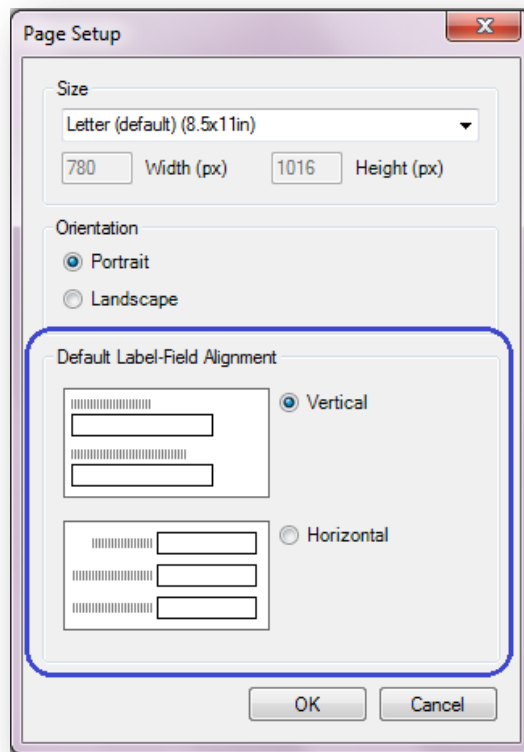 Page Setup
Size
Letter (default) (8.5x11in)
780 Width (px) 1016 Height (px)
Orientation
Portrait
Landscape
Default Label-Field Alignment
Vertical
Horizontal
OK Cancel